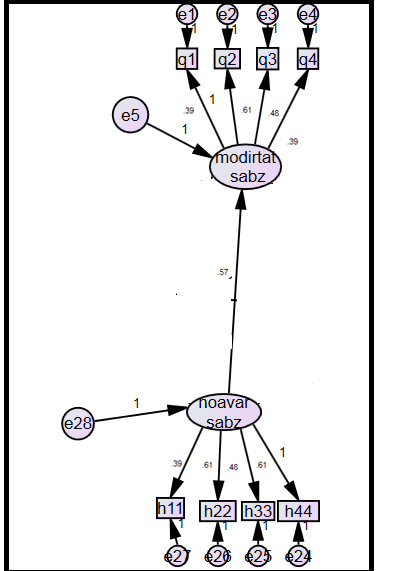 e1 e2 e3 e4
1 1 1 1
q1 q2 q3 q4
.39 1 .61 .48 .39
e5
1
modirtat
sabz
.57
noavar
sabz
e28
1
.39 .61 .48 .61 1
h11 h22 h33 h44
1 1 1 1
e27 e26 e25 e24